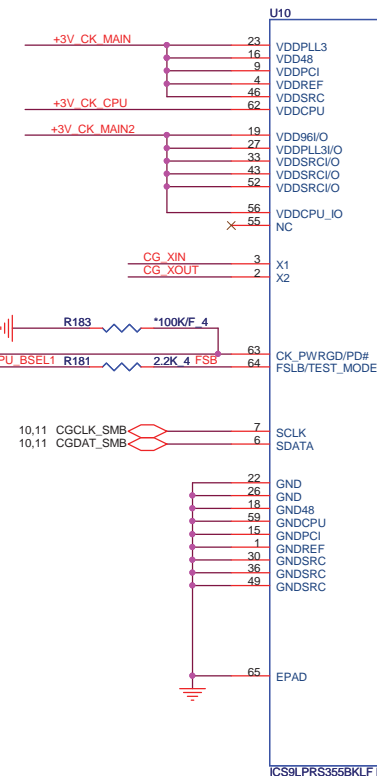 U10
+3V_CK_MAIN 23 VDDPLL3
16 VDD48
9 VDDPCI
4 VDDREF
46 VDDSRC
+3V_CK_CPU 62 VDDCPU
+3V_CK_MAIN2 19 VDD96I/O
27 VDDPLL3I/O
33 VDDSRCI/O
43 VDDSRCI/O
52 VDDSRCI/O
56 VDDCPU_IO
55 NC
CG_XIN 3 X1
CG_XOUT 2 X2
R183 *100K/F_4
63 CK_PWRGD/PD#
PU_BSEL1 R181 2.2K_4 FSB 64 FSLB/TEST_MODE
10,11 CGCLK_SMB 7 SCLK
10,11 CGDAT_SMB 6 SDATA
22 GND
26 GND
18 GND48
59 GNDCPU
15 GNDPCI
1 GNDREF
30 GNDSRC
36 GNDSRC
49 GNDSRC
65 EPAD
ICS9LPRS355BKLF